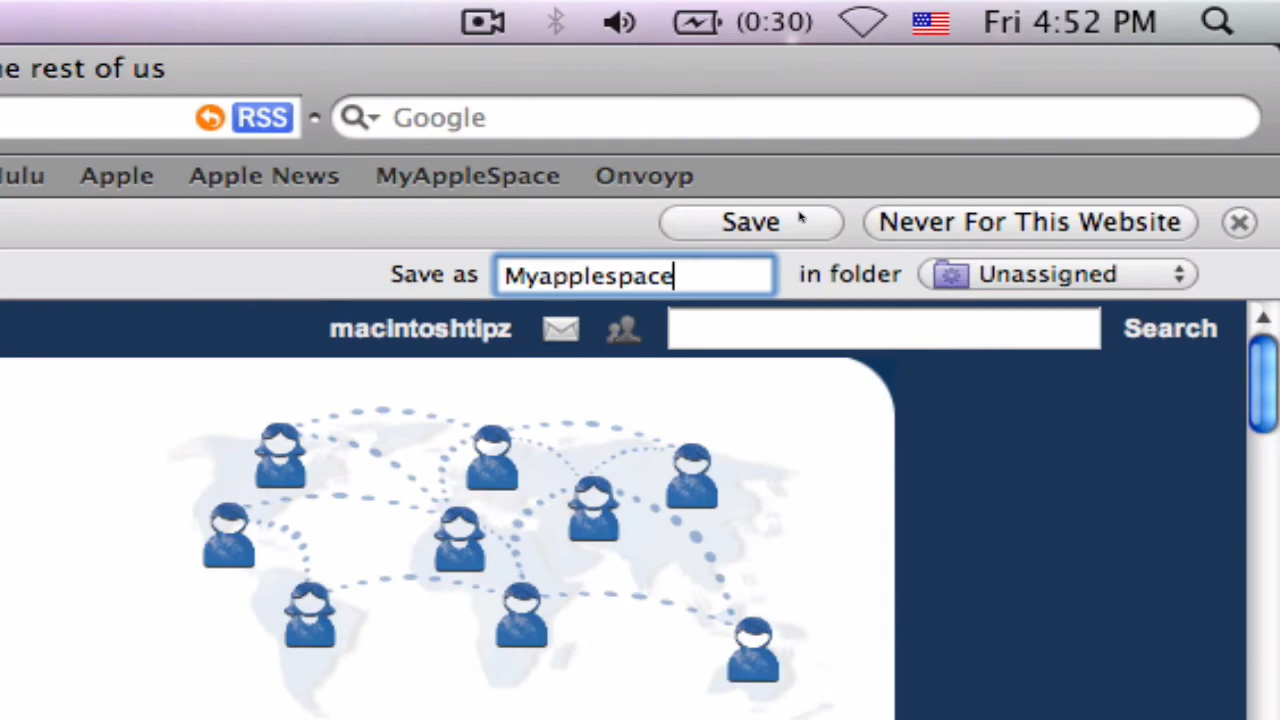 (0:30) Fri 4:52 PM
e rest of us
RSS Google
Apple Apple News MyAppleSpace Onvoyp
Save Never For This Website
Save as Myapplespace in folder Unassigned
macintoshtipz Search